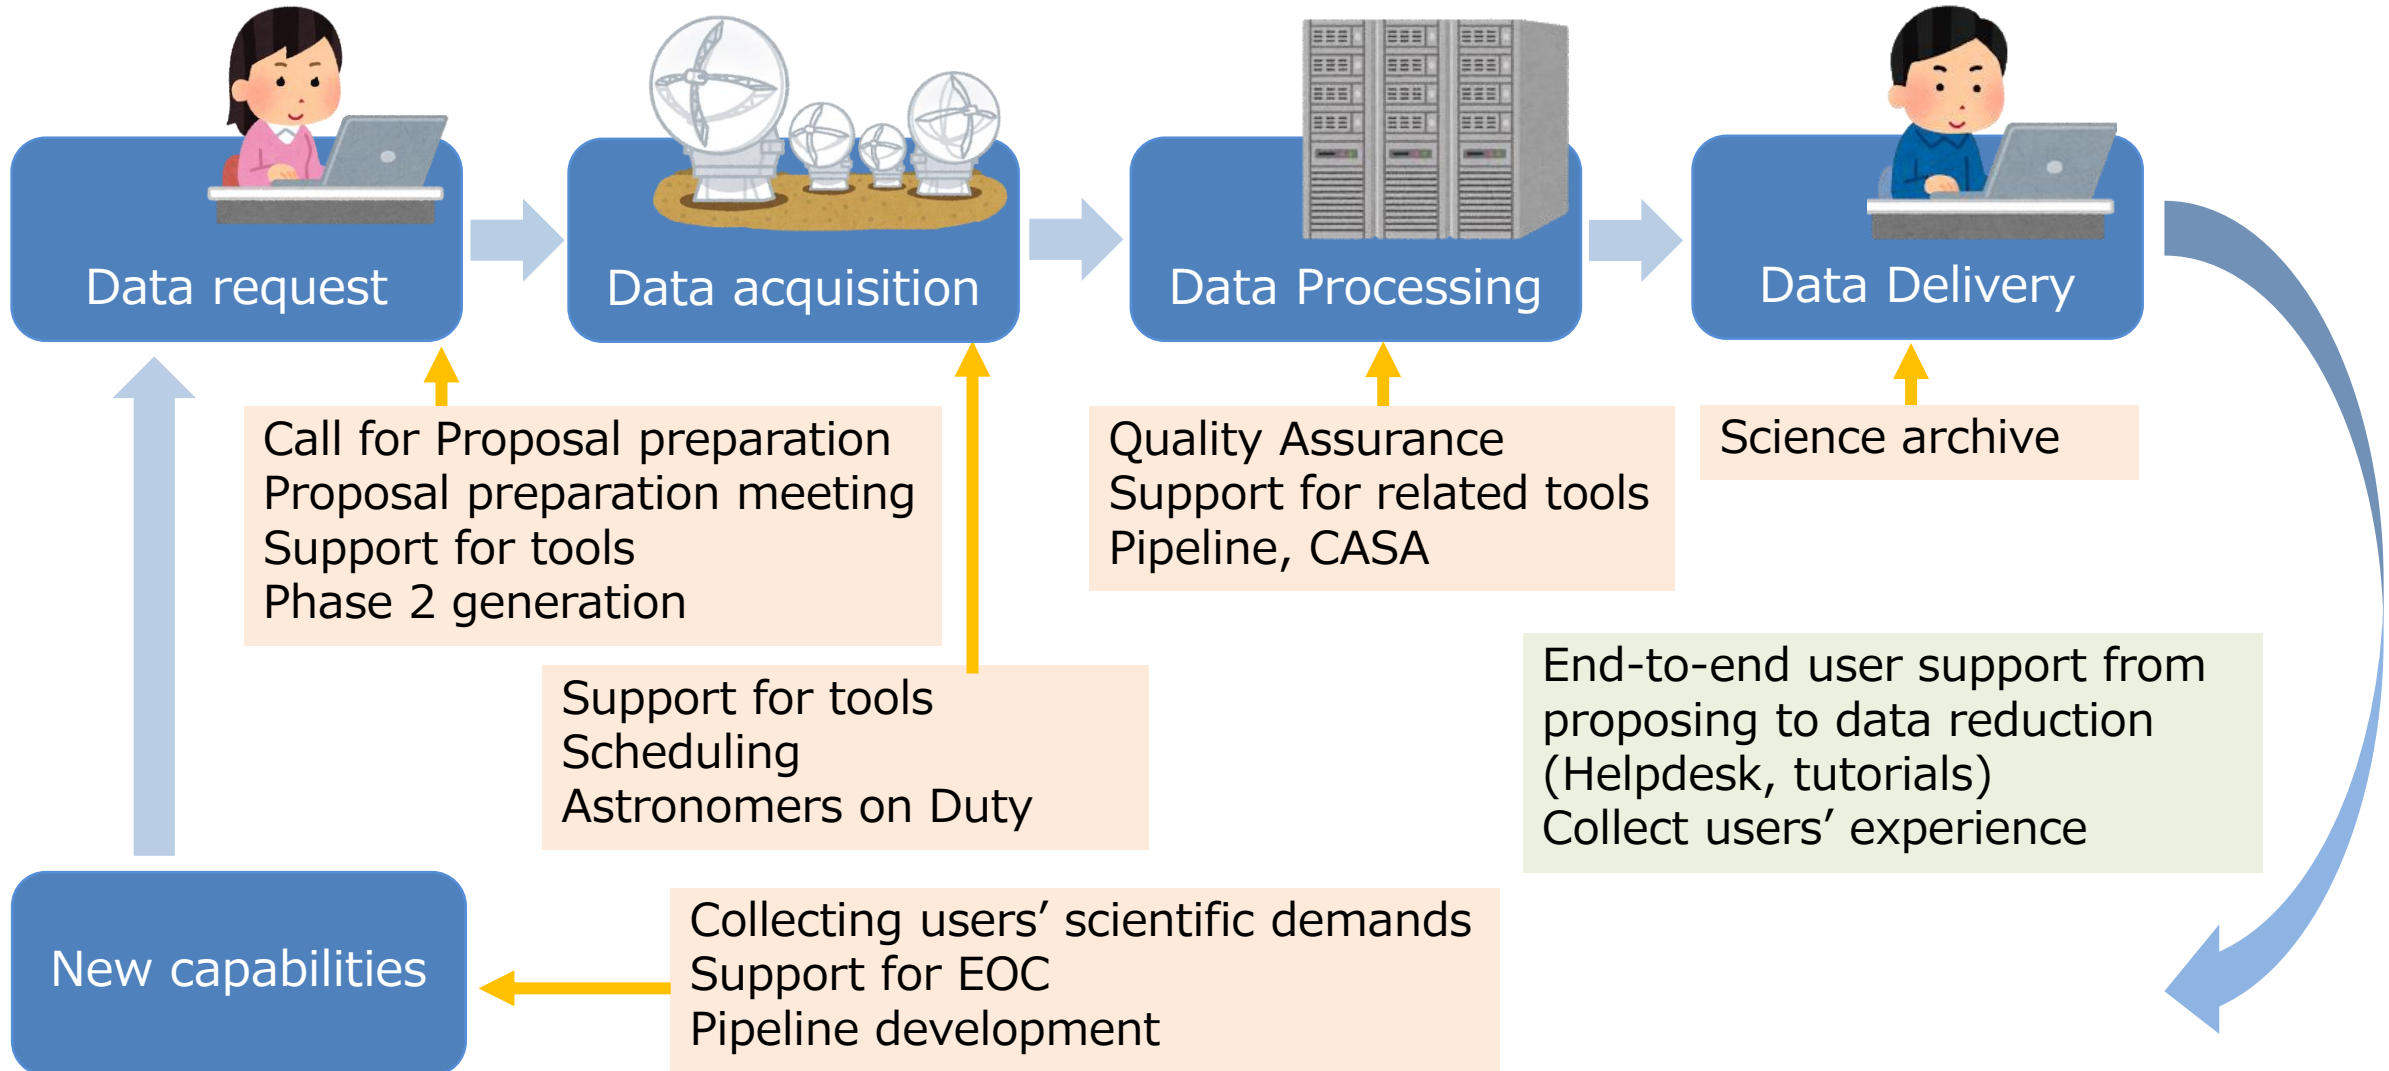 Data request
Data acquisition
Data Processing
Data Delivery
Call for Proposal preparation
Proposal preparation meeting
Support for tools
Phase 2 generation
Quality Assurance
Support for related tools
Pipeline, CASA
Science archive
Support for tools
Scheduling
Astronomers on Duty
End-to-end user support from
proposing to data reduction
(Helpdesk, tutorials)
Collect users’ experience
New capabilities
Collecting users’ scientific demands
Support for EOC
Pipeline development